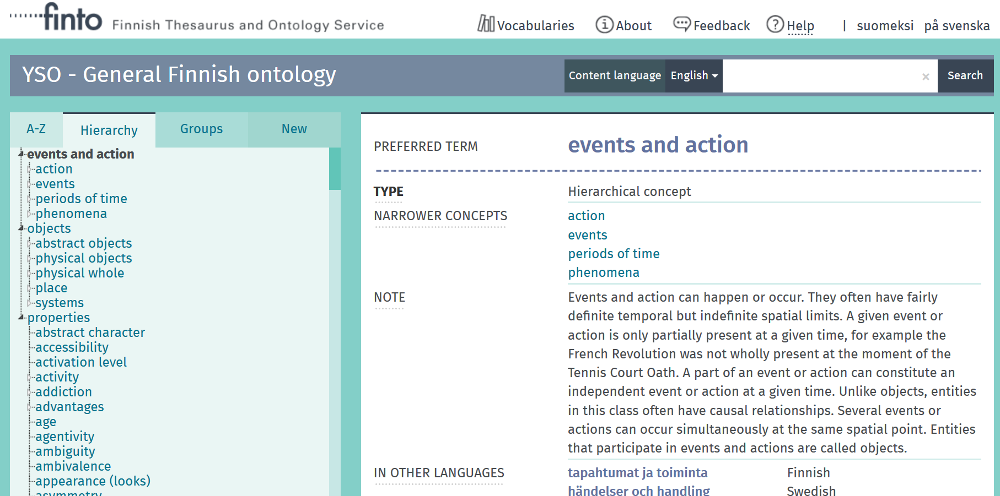 finto Finnish Thesaurus and Ontology Service
Vocabularies About Feedback Help | suomeksi på svenska
YSO - General Finnish ontology
Content language English × Search
A-Z Hierarchy Groups New
events and action
action
events
periods of time
phenomena
objects
abstract objects
physical objects
physical whole
place
systems
properties
abstract character
accessibility
activation level
activity
addiction
advantages
age
agentivity
ambiguity
ambivalence
appearance (looks)
asymmetry
PREFERRED TERM events and action
TYPE Hierarchical concept
NARROWER CONCEPTS action
events
periods of time
phenomena
NOTE Events and action can happen or occur. They often have fairly
definite temporal but indefinite spatial limits. A given event or
action is only partially present at a given time, for example the
French Revolution was not wholly present at the moment of the
Tennis Court Oath. A part of an event or action can constitute an
independent event or action at a given time. Unlike objects, entities
in this class often have causal relationships. Several events or
actions can occur simultaneously at the same spatial point. Entities
that participate in events and actions are called objects.
IN OTHER LANGUAGES tapahtumat ja toiminta Finnish
händelser och handling Swedish